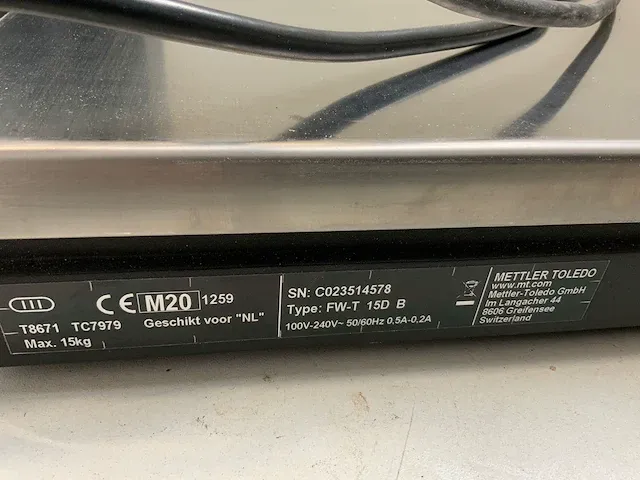 III
CE M20 1259
T8671 TC7979 Geschikt voor "NL"
Max. 15kg
SN: C023514578
Type: FW-T 15D B
100V-240V~ 50/60Hz 0,5A-0,2A
METTLER TOLEDO
www.mt.com
Mettler-Toledo GmbH
Im Langacher 44
8606 Greifensee
Switzerland